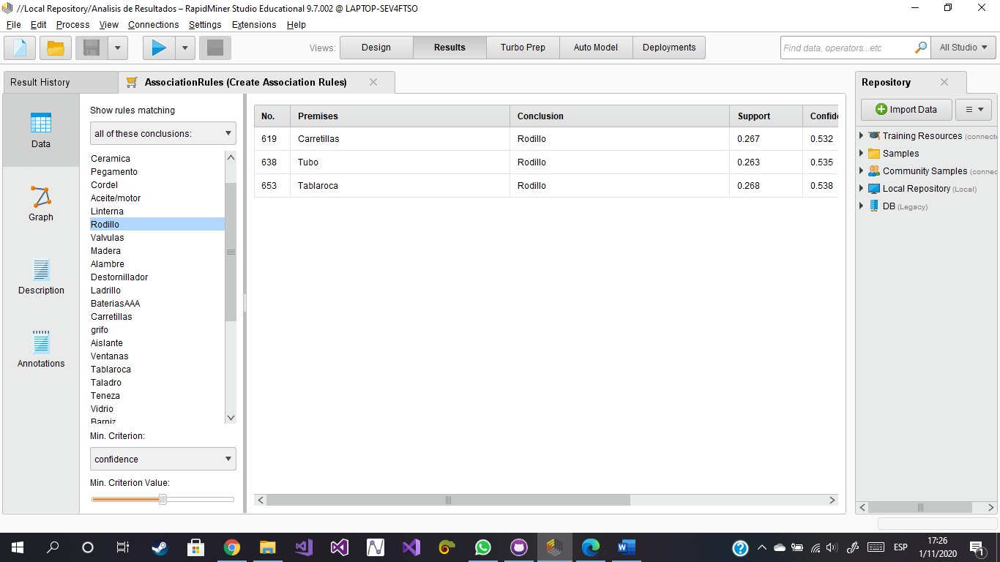 //Local Repository/Analisis de Resultados – RapidMiner Studio Educational 9.7.002 @ LAPTOP-SEV4FTSO
File Edit Process View Connections Settings Extensions Help
Views: Design Results Turbo Prep Auto Model Deployments Find data, operators...etc All Studio
Result History AssociationRules (Create Association Rules) Repository
Data
Graph
Description
Annotations
Show rules matching
all of these conclusions:
Ceramica
Pegamento
Cordel
Aceite/motor
Linterna
Rodillo
Valvulas
Madera
Alambre
Destornillador
Ladrillo
BateriasAAA
Carretillas
grifo
Aislante
Ventanas
Tablaroca
Taladro
Teneza
Vidrio
Barniz
Min. Criterion:
confidence
Min. Criterion Value:
No. Premises Conclusion Support Confide
619 Carretillas Rodillo 0.267 0.532
638 Tubo Rodillo 0.263 0.535
653 Tablaroca Rodillo 0.268 0.538
Import Data
Training Resources (connecte
Samples
Community Samples (connec
Local Repository (Local)
DB (Legacy)
ESP 17:26
1/11/2020
1